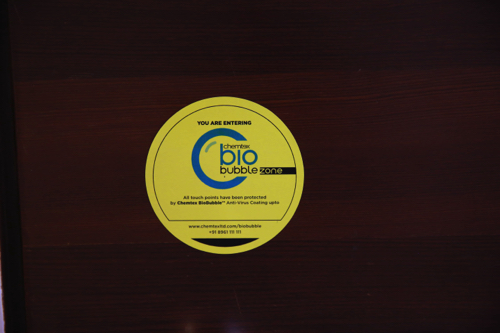 YOU ARE ENTERING
chemtex
bio
bubble zone
All touch points have been protected
by Chemtex BioBubble™ Anti-Virus Coating upto
www.chemtexltd.com/biobubble